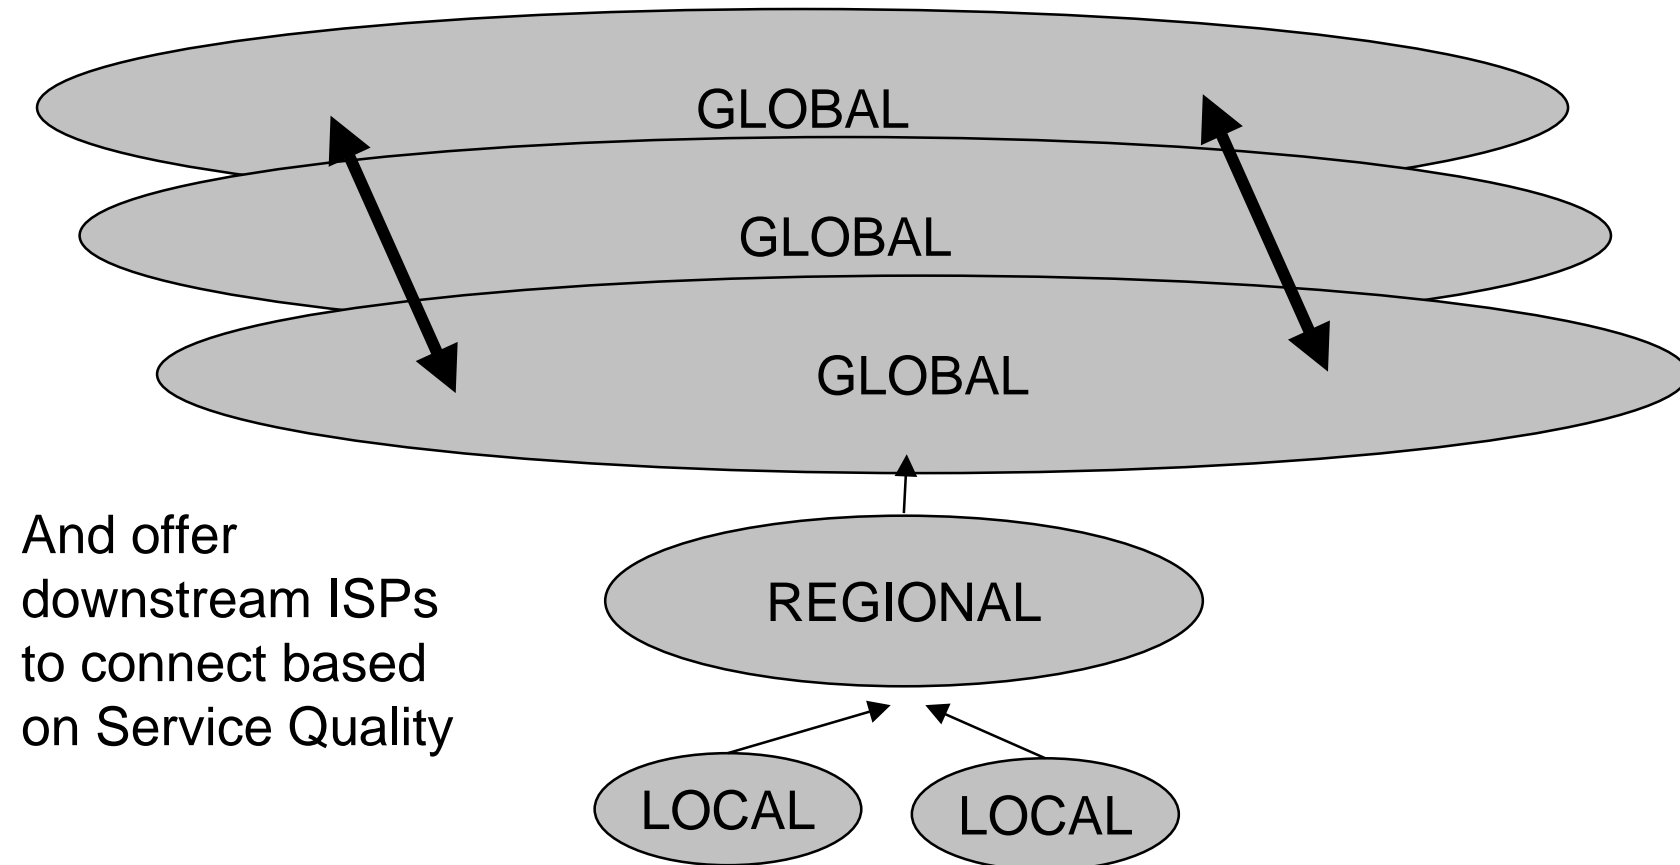 GLOBAL
GLOBAL
GLOBAL
And offer
downstream ISPs
to connect based
on Service Quality
REGIONAL
LOCAL
LOCAL